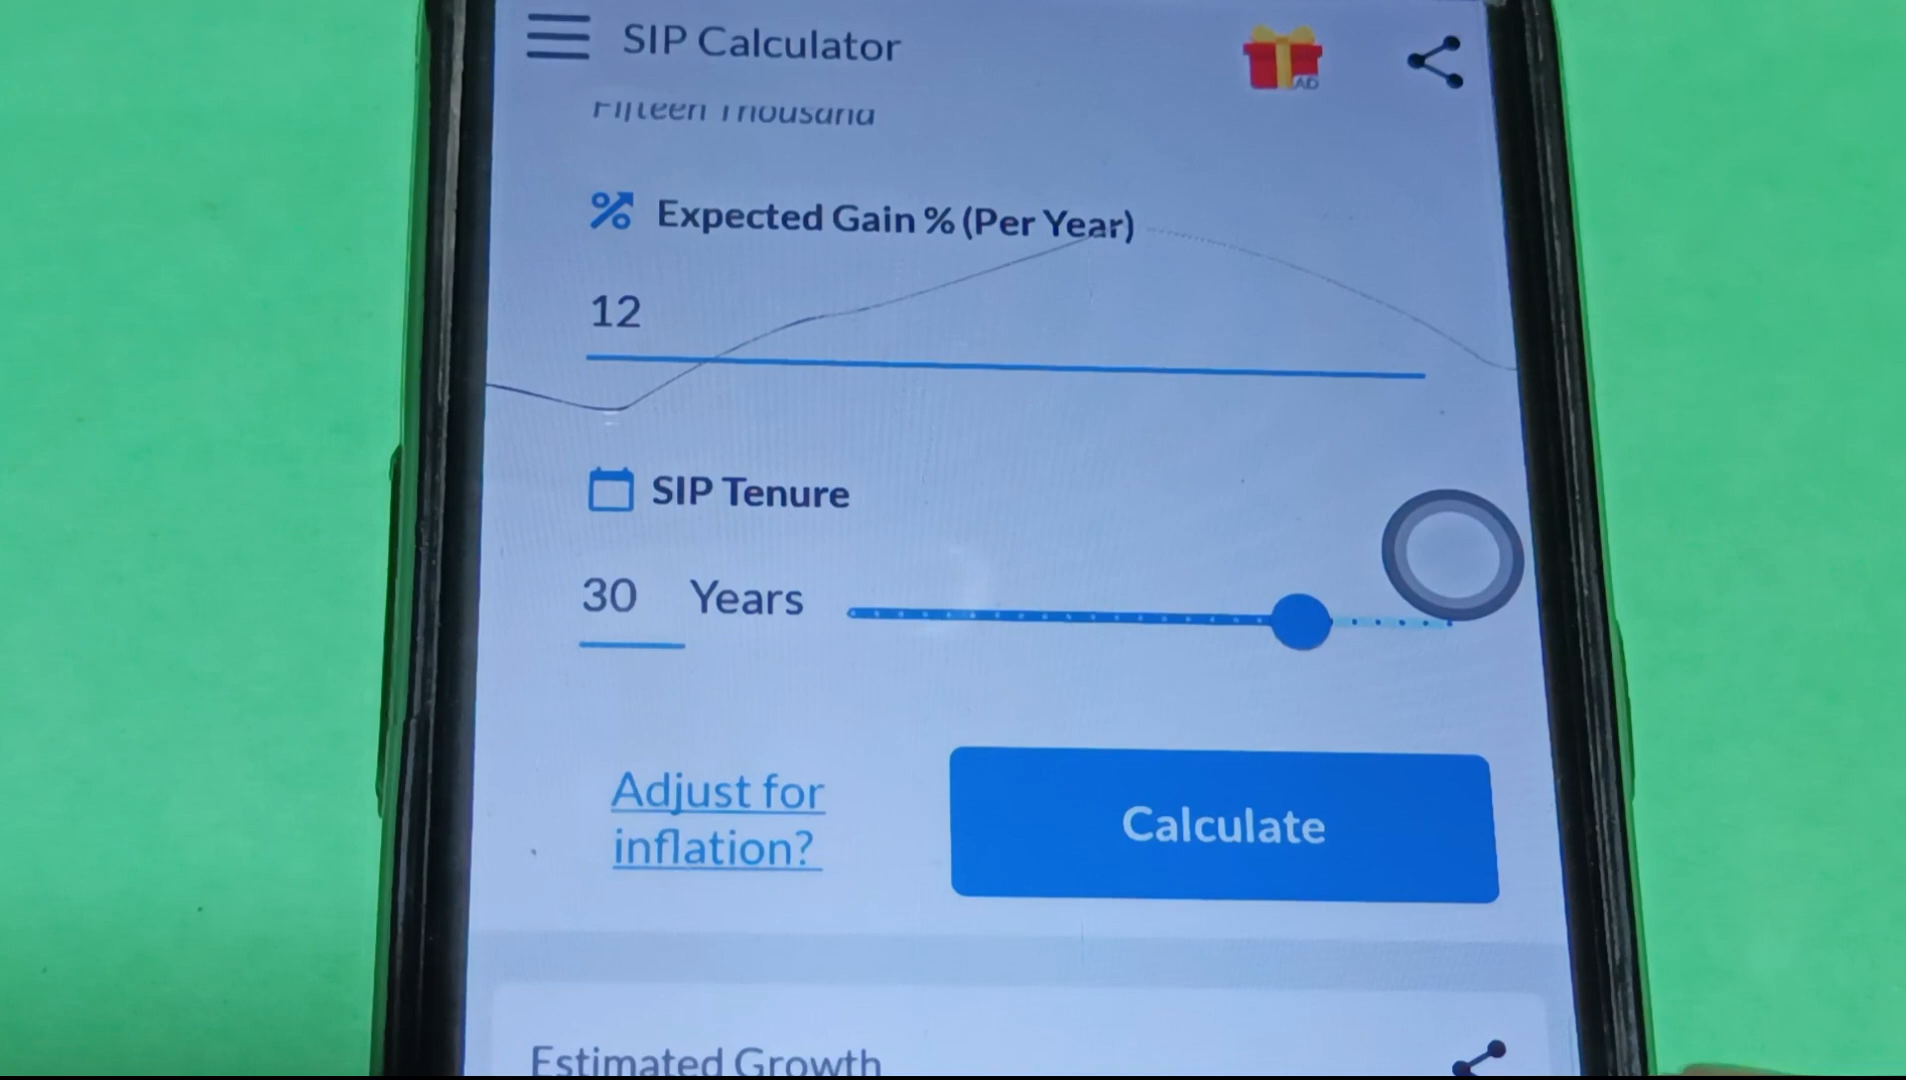 SIP Calculator
AD
Fifteen Thousand
% Expected Gain % (Per Year)
12
SIP Tenure
30 Years
Adjust for
inflation?
Calculate
Estimated Growth